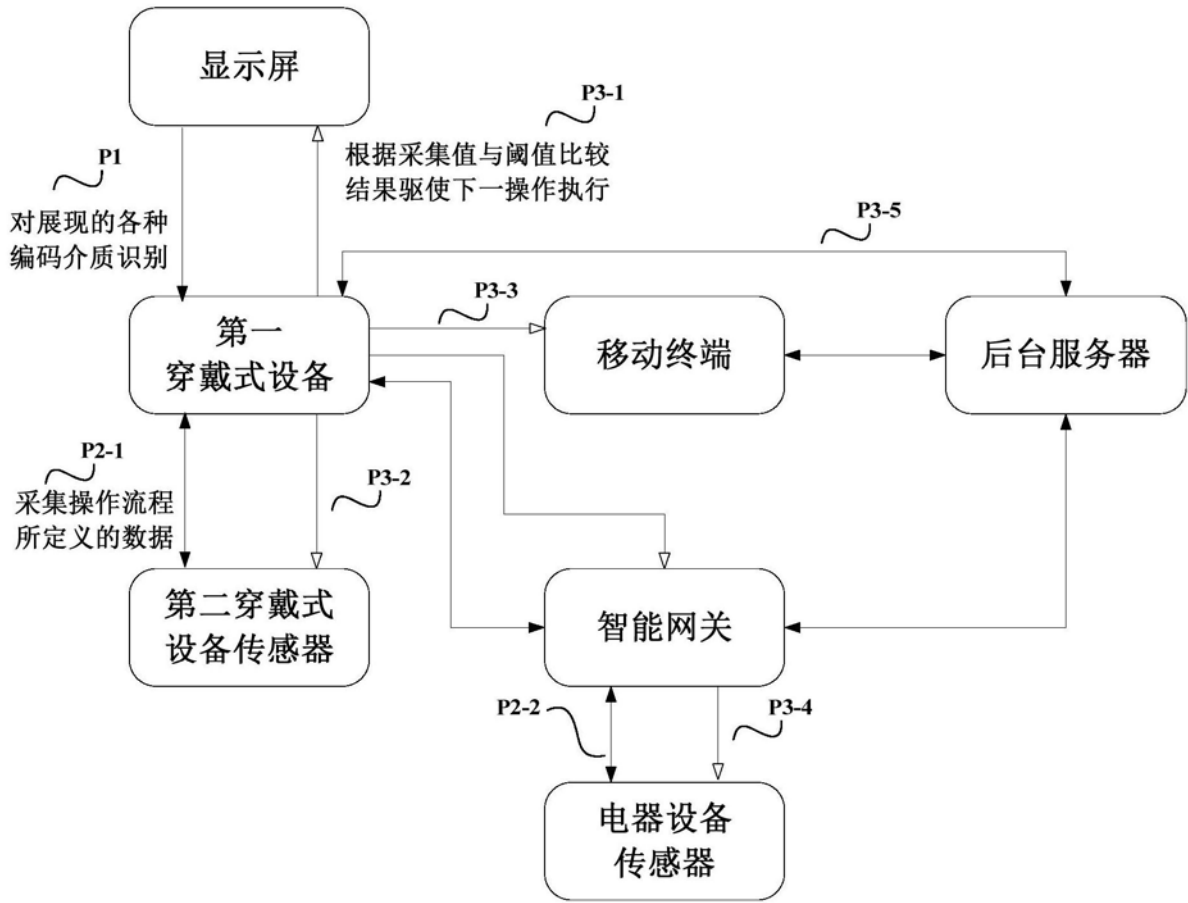 显示屏
P3-1
根据采集值与阈值比较
结果驱使下一操作执行
P1
对展现的各种
编码介质识别
P3-5
P3-3
第一
穿戴式设备
移动终端
后台服务器
P2-1
采集操作流程
所定义的数据
P3-2
第二穿戴式
设备传感器
智能网关
P2-2
P3-4
电器设备
传感器